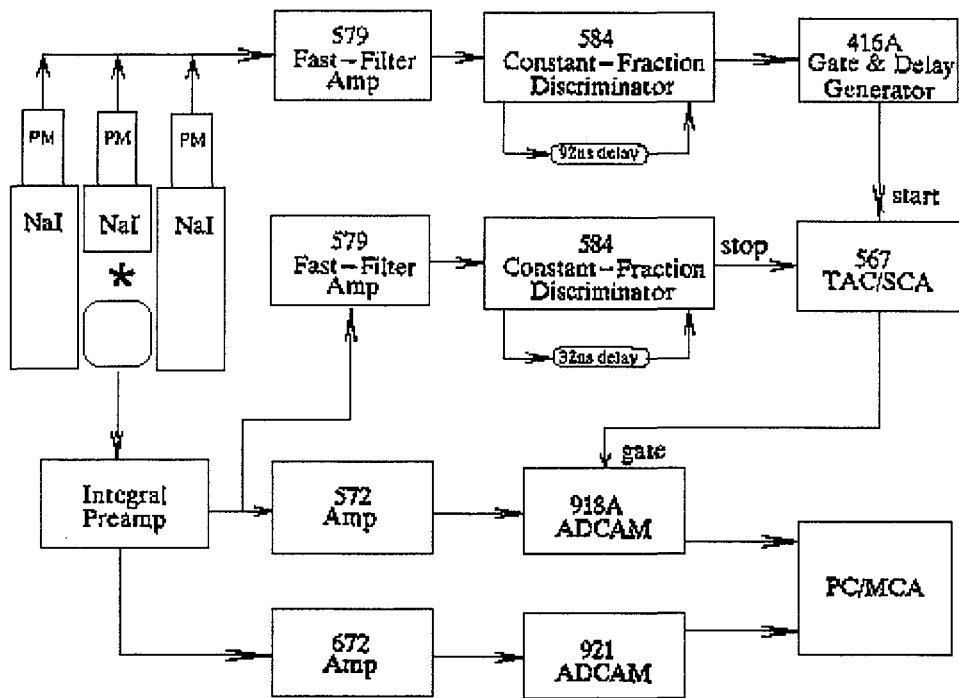 579
Fast-Filter
Amp
584
Constant-Fraction
Discriminator
416A
Gate & Delay
Generator
92ns delay
PM
PM
PM
NaI
NaI
NaI
*
start
579
Fast-Filter
Amp
584
Constant-Fraction
Discriminator
stop
567
TAC/SCA
32ns delay
gate
Integral
Preamp
572
Amp
918A
ADCAM
PC/MCA
672
Amp
921
ADCAM